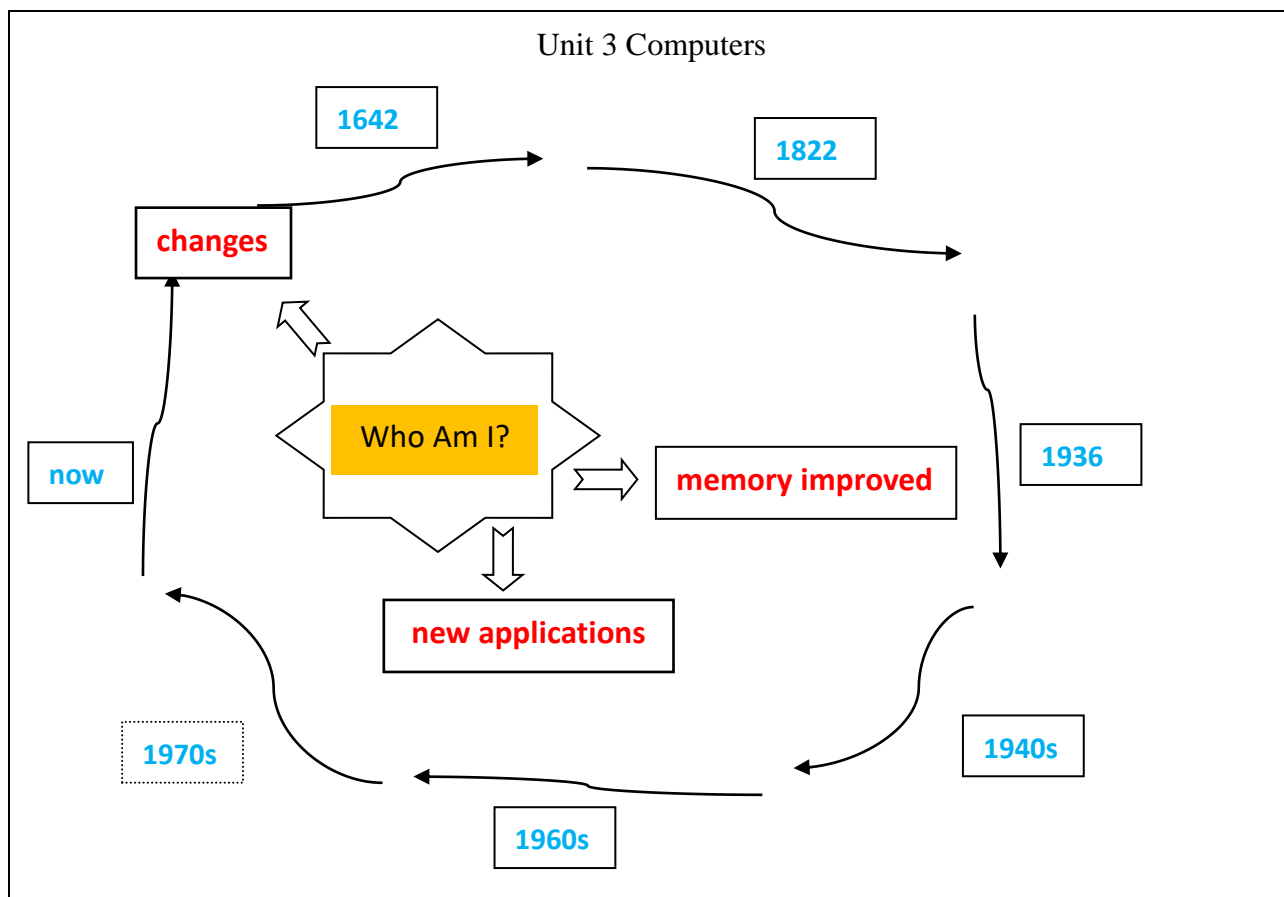 Unit 3 Computers
1642
1822
changes
Who Am I?
now
1936
memory improved
new applications
1970s
1940s
1960s